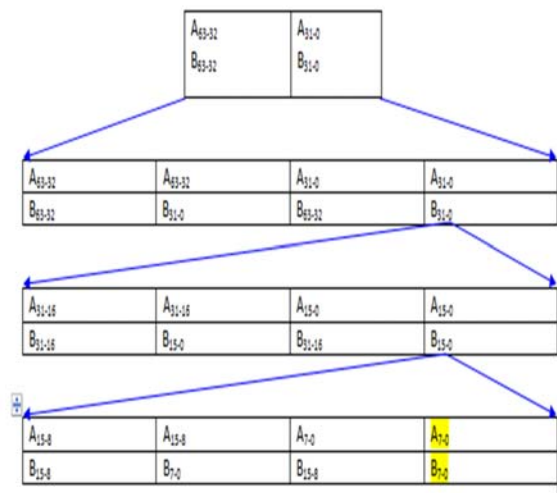 A₆₃₋₃₂ A₃₁₋₀
B₆₃₋₃₂ B₃₁₋₀
A₆₃₋₃₂ A₆₃₋₃₂ A₃₁₋₀ A₃₁₋₀
B₆₃₋₃₂ B₃₁₋₀ B₆₃₋₃₂ B₃₁₋₀
A₃₁₋₁₆ A₃₁₋₁₆ A₁₅₋₀ A₁₅₋₀
B₃₁₋₁₆ B₁₅₋₀ B₃₁₋₁₆ B₁₅₋₀
A₁₅₋₈ A₁₅₋₈ A₇₋₀ A₇₋₀
B₁₅₋₈ B₇₋₀ B₁₅₋₈ B₇₋₀